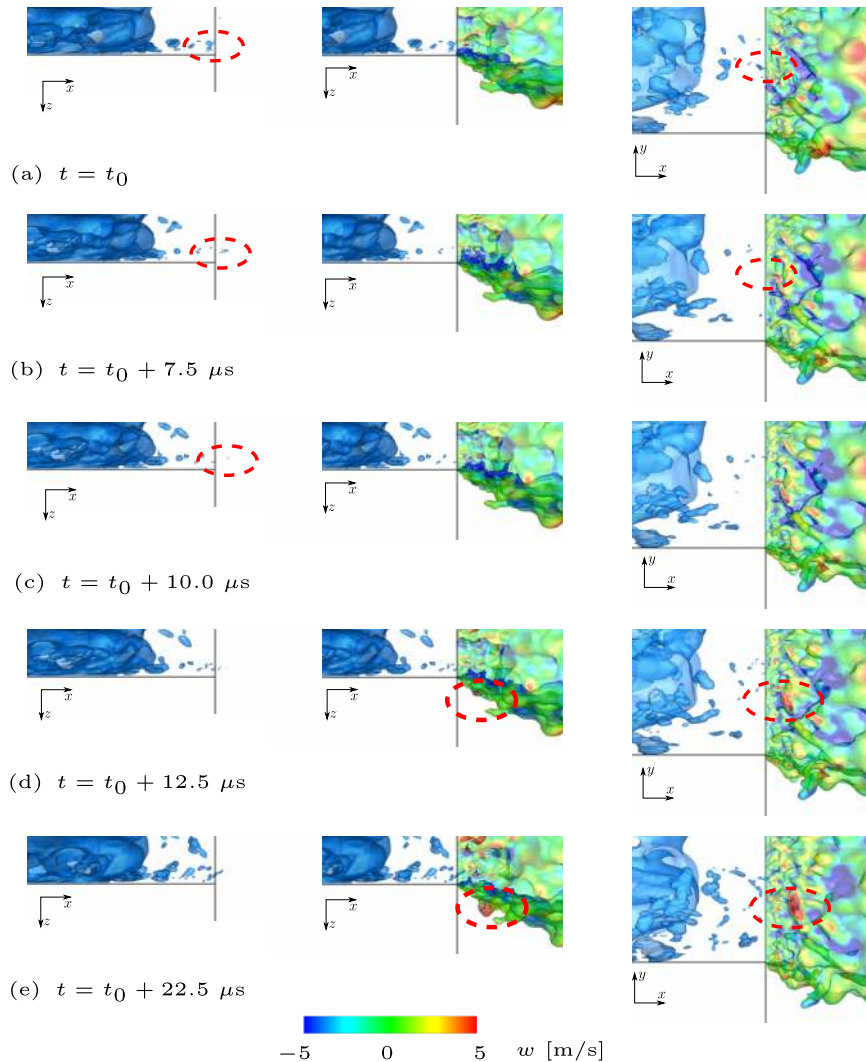 x
z
x
z
y
x
(a) t = t0
x
z
x
z
y
x
(b) t = t0 + 7.5 μs
x
z
x
z
y
x
(c) t = t0 + 10.0 μs
x
z
x
z
y
x
(d) t = t0 + 12.5 μs
x
z
x
z
y
x
(e) t = t0 + 22.5 μs
−5 0 5 w [m/s]